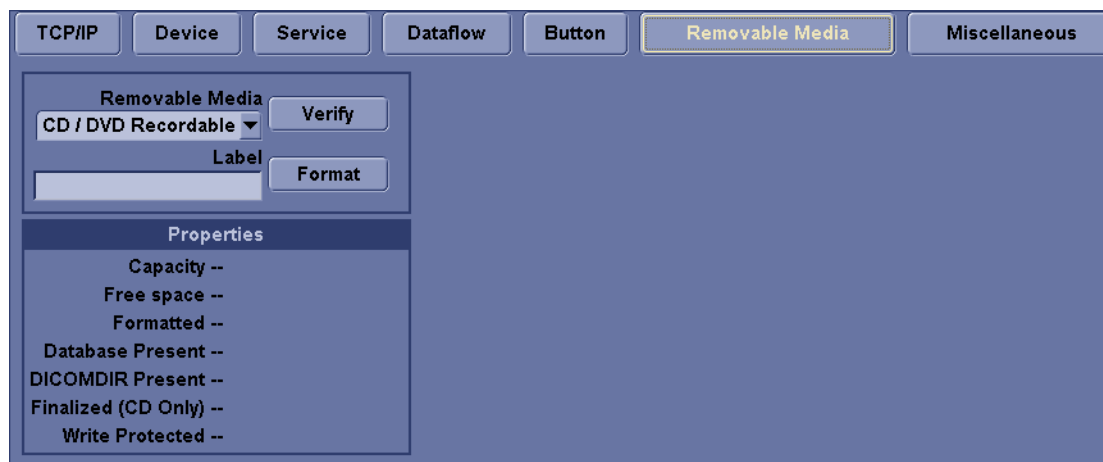 TCP/IP Device Service Dataflow Button Removable Media Miscellaneous
Removable Media
Verify
CD / DVD Recordable
Label
Format
Properties
Capacity --
Free space --
Formatted --
Database Present --
DICOMDIR Present --
Finalized (CD Only) --
Write Protected --